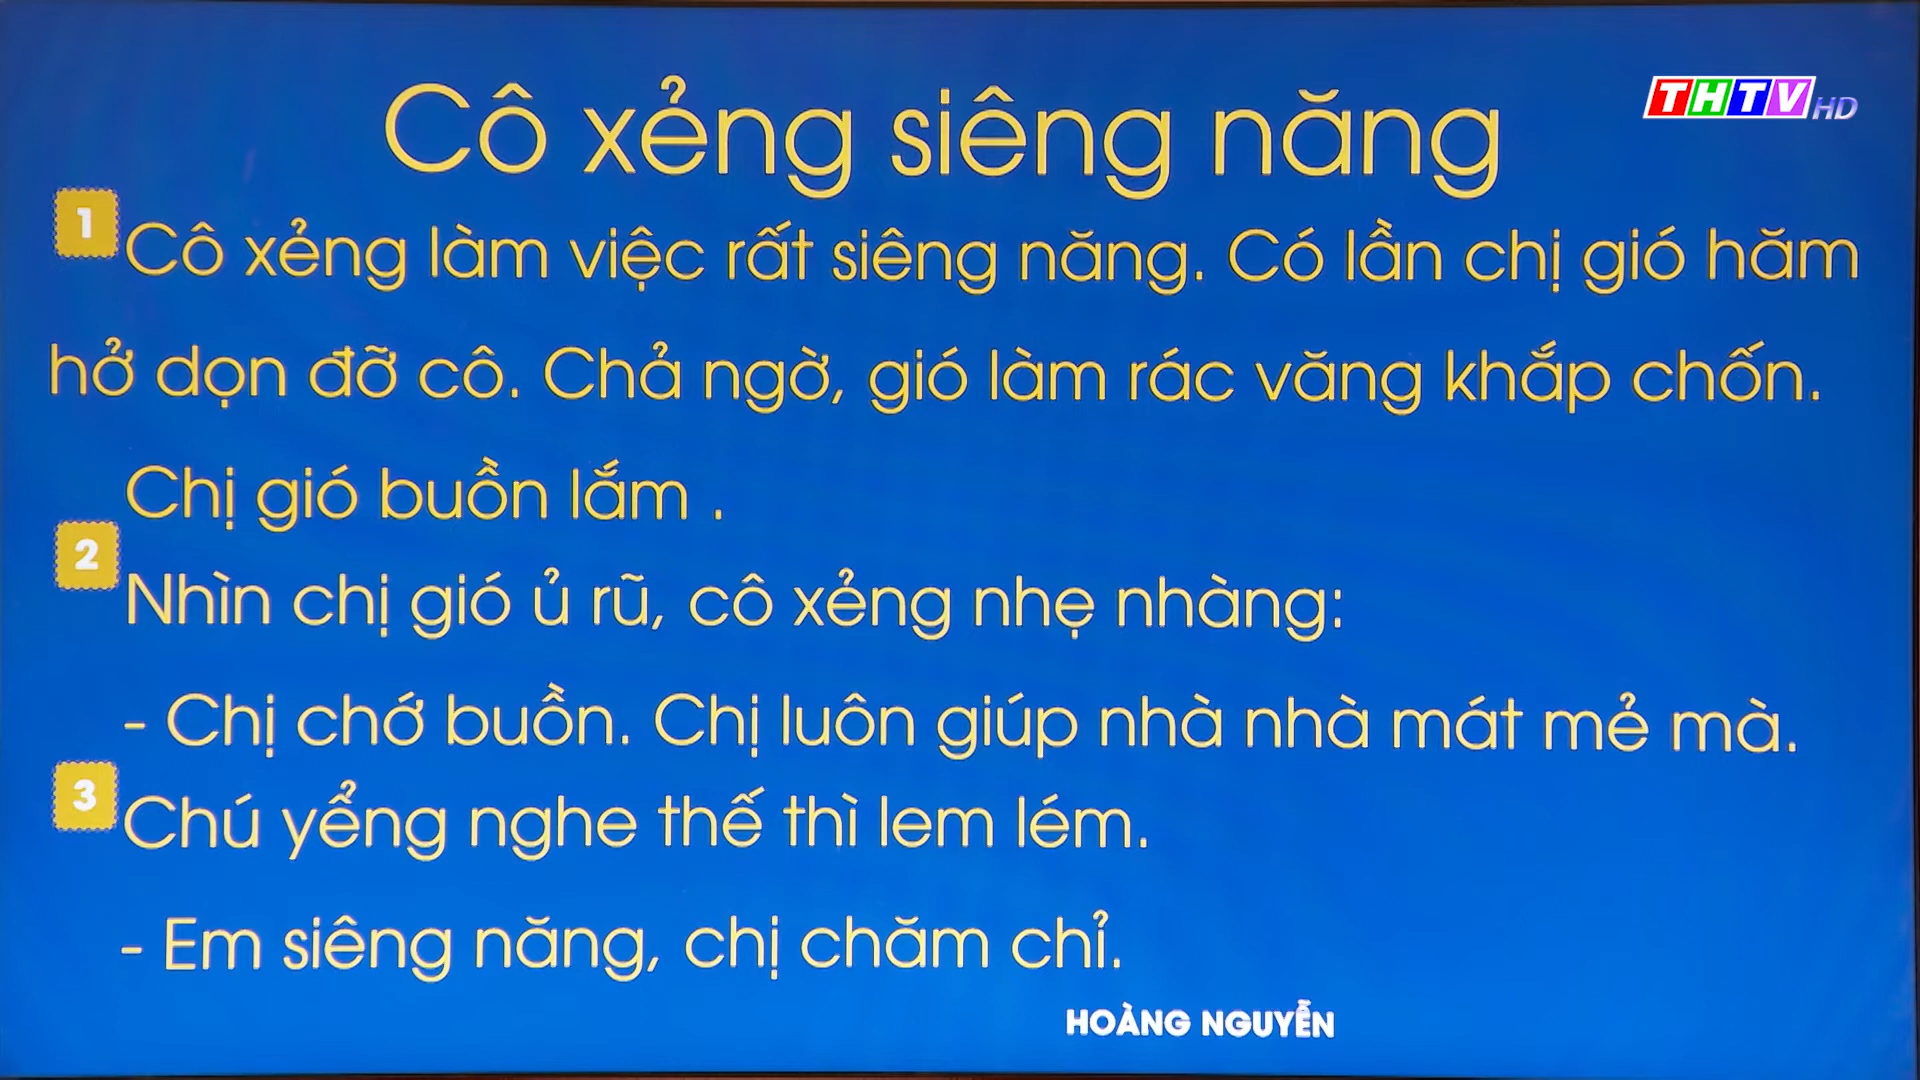 Cô xẻng siêng năng
THTV HD
1 Cô xẻng làm việc rất siêng năng. Có lần chị gió hăm
hở dọn đỡ cô. Chả ngờ, gió làm rác văng khắp chốn.
Chị gió buồn lắm .
2 Nhìn chị gió ủ rũ, cô xẻng nhẹ nhàng:
- Chị chớ buồn. Chị luôn giúp nhà nhà mát mẻ mà.
3 Chú yểng nghe thế thì lem lém.
- Em siêng năng, chị chăm chỉ.
HOÀNG NGUYỄN